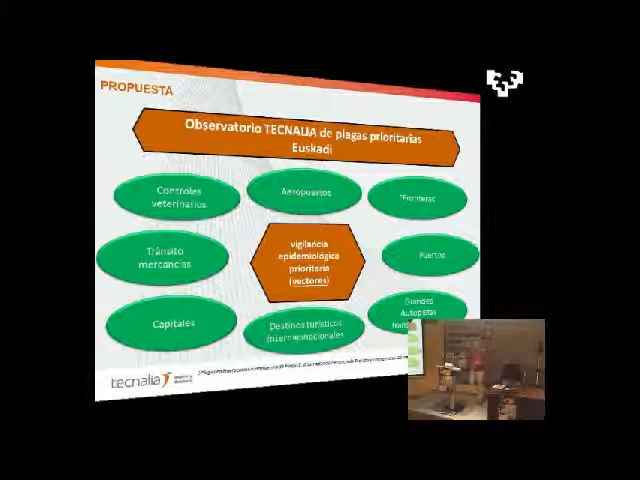 PROPUESTA
Observatorio TECNALIA de plagas prioritarias
Euskadi
Controles
veterinarios
Aeropuertos
"Fronteras"
Tránsito
mercancías
vigilancia
epidemiológica
prioritaria
(vectores)
Puertos
Capitales
Destinos turísticos
internacionales
Grandes
Autopistas
tecnalia